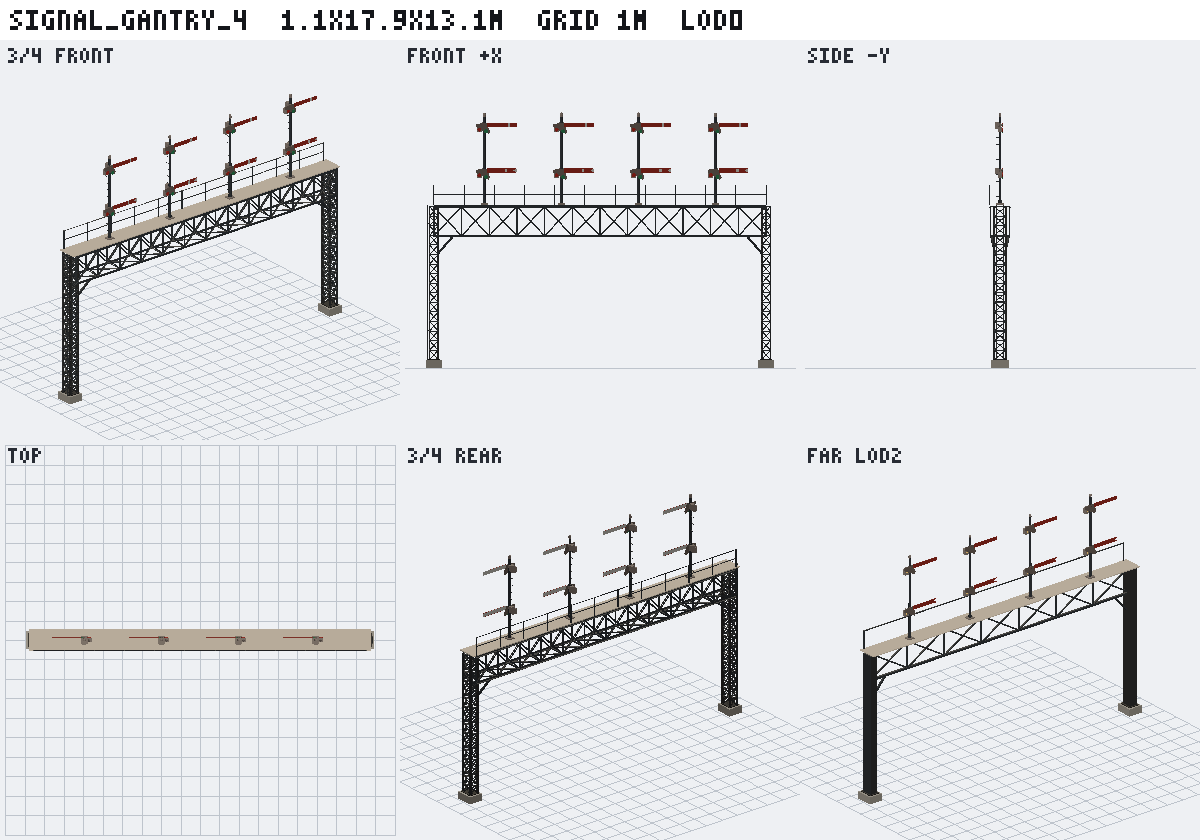 SIGNAL_GANTRY_4 1.1X17.9X13.1M GRID 1M LOD0
3/4 FRONT
FRONT +X
SIDE -Y
TOP
3/4 REAR
FAR LOD2